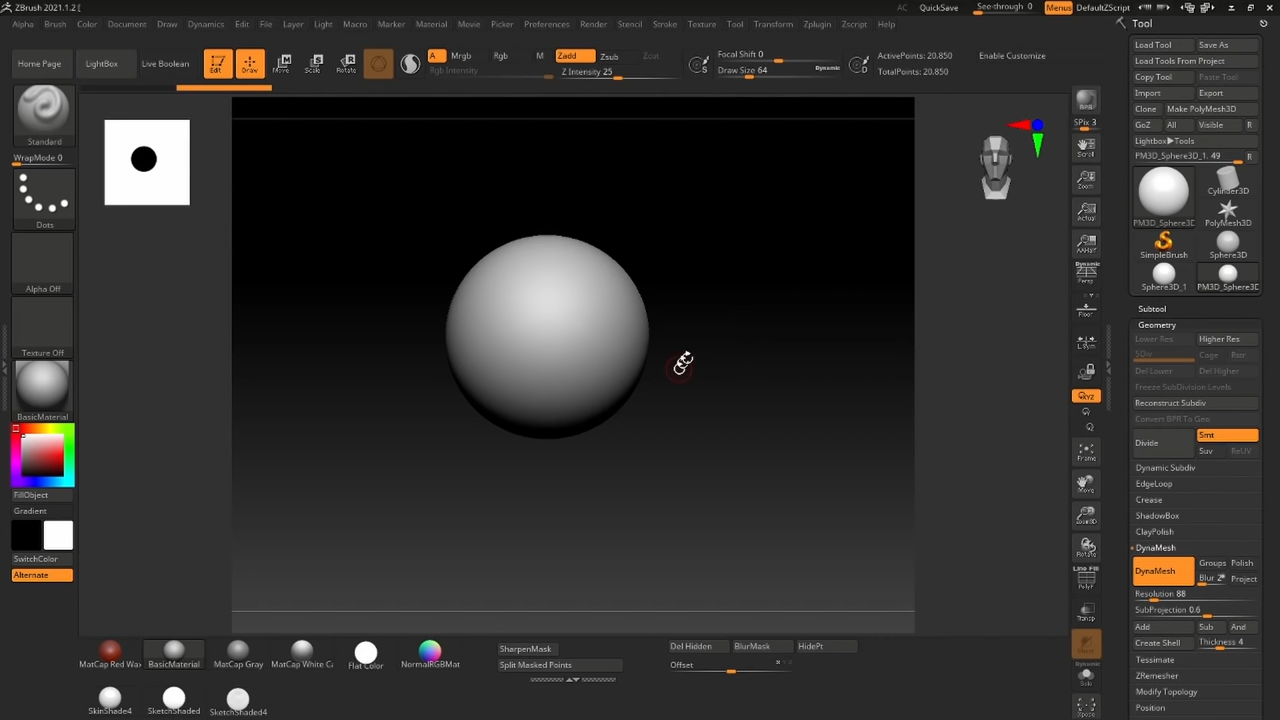 ZBrush 2021.1.2 [
AC QuickSave See-through 0 Menus DefaultZScript
Alpha Brush Color Document Draw Dynamics Edit File Layer Light Macro Marker Material Movie Picker Preferences Render Stencil Stroke Texture Tool Transform Zplugin Zscript Help
Home Page LightBox Live Boolean Edit Draw Move Scale Rotate
A Mrgb Rgb M Zadd Zsub Zcut
Rgb Intensity Z Intensity 25
Focal Shift 0
Draw Size 64 Dynamic
S D
ActivePoints: 20,850
TotalPoints: 20,850
Enable Customize
Standard
WrapMode 0
Dots
Alpha Off
Texture Off
BasicMaterial
FillObject
Gradient
SwitchColor
Alternate
BPR
SPix 3
Scroll
Zoom
Actual
AAHalf
Dynamic
Persp
Floor
L.Sym
XYZ
Frame
Move
Zoom3D
Rotate
Line Fill
PolyF
Transp
Dynamic
Solo
Xpose
Tool
Load Tool Save As
Load Tools From Project
Copy Tool Paste Tool
Import Export
Clone Make PolyMesh3D
GoZ All Visible R
Lightbox▶Tools
PM3D_Sphere3D_1. 49 R
PM3D_Sphere3D Cylinder3D
PolyMesh3D
SimpleBrush Sphere3D
Sphere3D_1 PM3D_Sphere3D
Subtool
Geometry
Lower Res Higher Res
SDiv Cage Rstr
Del Lower Del Higher
Freeze SubDivision Levels
Reconstruct Subdiv
Convert BPR To Geo
Divide Smt
Suv ReUV
Dynamic Subdiv
EdgeLoop
Crease
ShadowBox
ClayPolish
DynaMesh
DynaMesh Groups Polish
Blur 2 Project
Resolution 88
SubProjection 0.6
Add Sub And
Create Shell Thickness 4
Tessimate
ZRemesher
Modify Topology
Position
MatCap Red Wax BasicMaterial MatCap Gray MatCap White C Flat Color NormalRGBMat
SkinShade4 SketchShaded SketchShaded4
SharpenMask
Split Masked Points
Del Hidden BlurMask HidePt
Offset